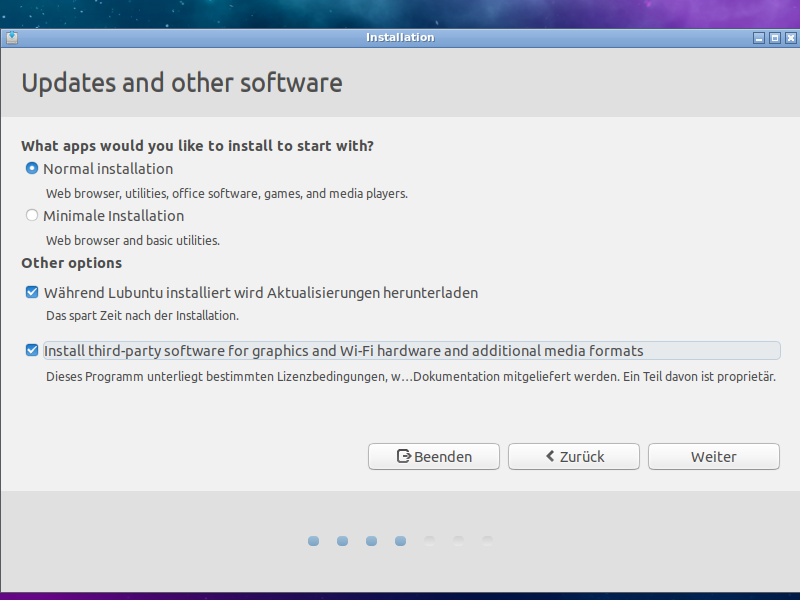 Installation
Updates and other software
What apps would you like to install to start with?
Normal installation
Web browser, utilities, office software, games, and media players.
Minimale Installation
Web browser and basic utilities.
Other options
Während Lubuntu installiert wird Aktualisierungen herunterladen
Das spart Zeit nach der Installation.
Install third-party software for graphics and Wi-Fi hardware and additional media formats
Dieses Programm unterliegt bestimmten Lizenzbedingungen, w…Dokumentation mitgeliefert werden. Ein Teil davon ist proprietär.
Beenden
Zurück
Weiter